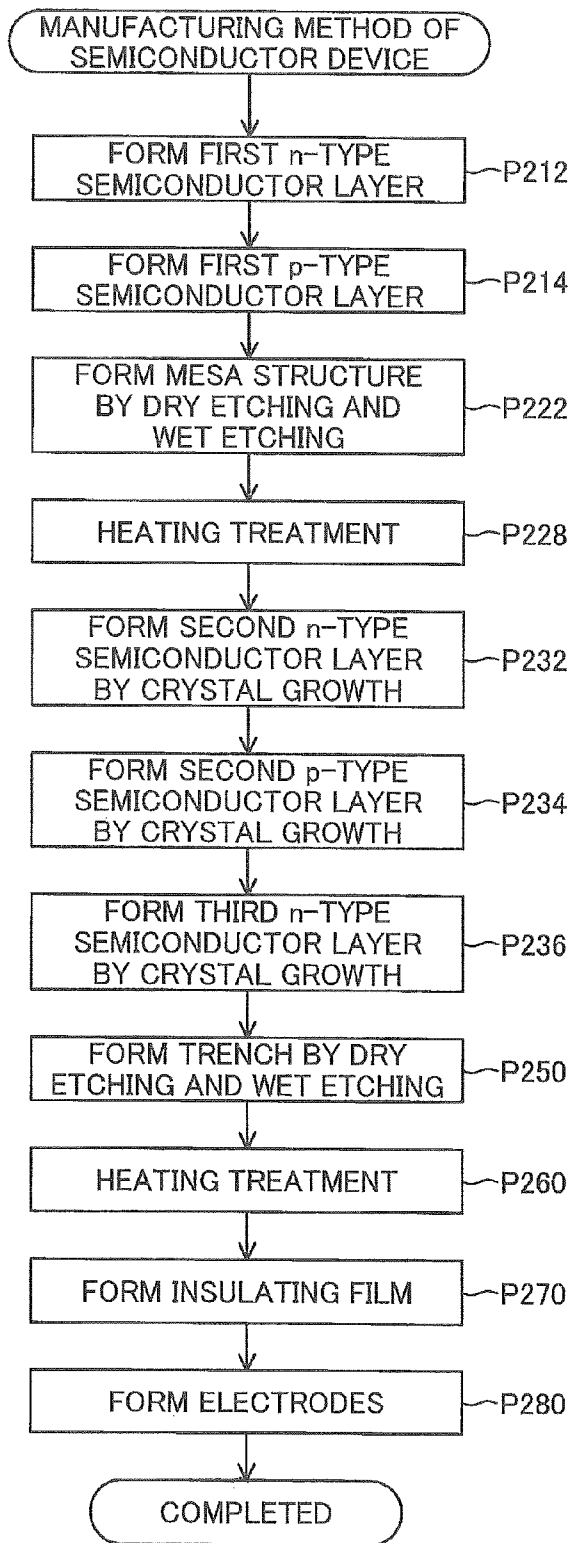 MANUFACTURING METHOD OF
SEMICONDUCTOR DEVICE
FORM FIRST n-TYPE
SEMICONDUCTOR LAYER
P212
FORM FIRST p-TYPE
SEMICONDUCTOR LAYER
P214
FORM MESA STRUCTURE
BY DRY ETCHING AND
WET ETCHING
P222
HEATING TREATMENT
P228
FORM SECOND n-TYPE
SEMICONDUCTOR LAYER
BY CRYSTAL GROWTH
P232
FORM SECOND p-TYPE
SEMICONDUCTOR LAYER
BY CRYSTAL GROWTH
P234
FORM THIRD n-TYPE
SEMICONDUCTOR LAYER
BY CRYSTAL GROWTH
P236
FORM TRENCH BY DRY
ETCHING AND WET ETCHING
P250
HEATING TREATMENT
P260
FORM INSULATING FILM
P270
FORM ELECTRODES
P280
COMPLETED